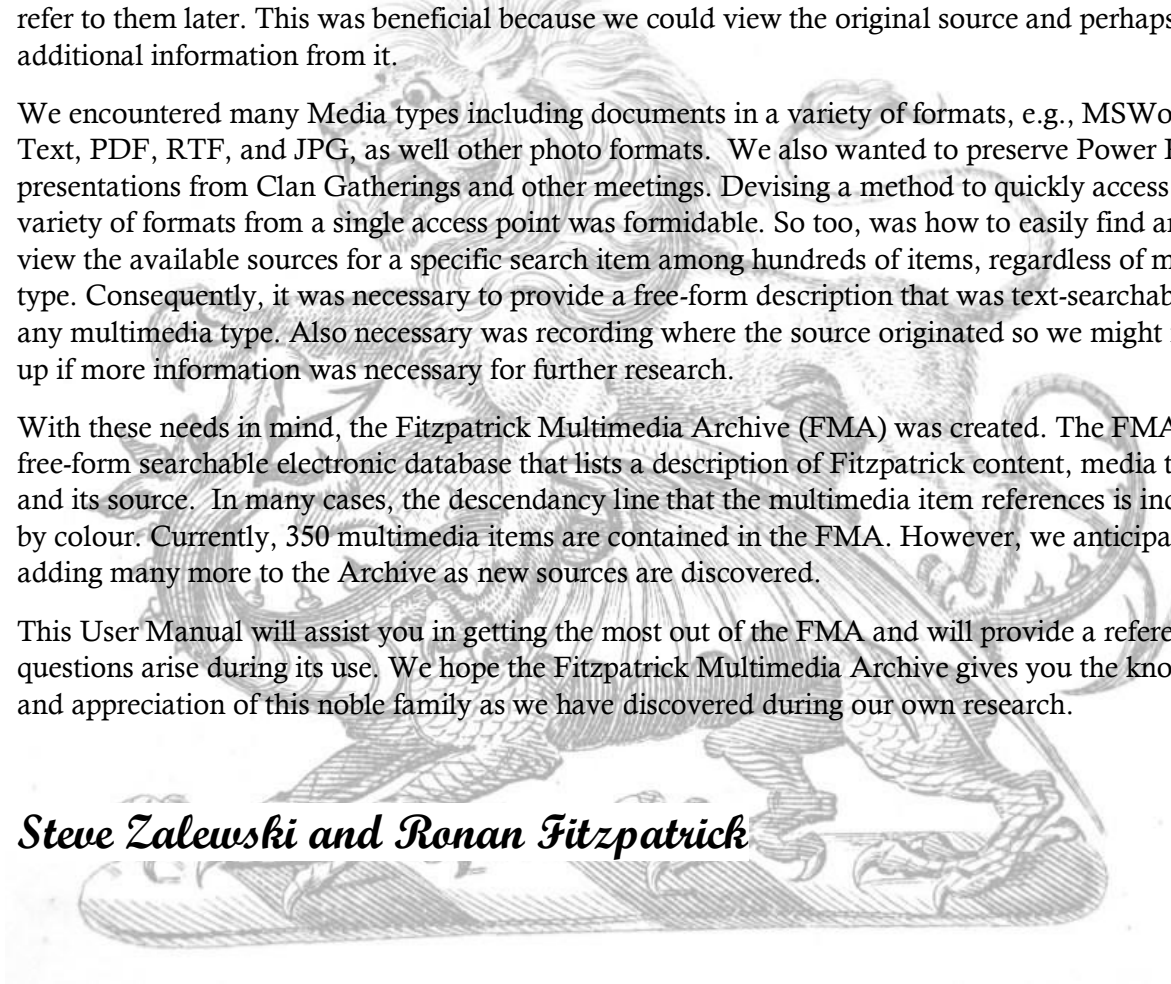 refer to them later. This was beneficial because we could view the original source and perhaps
additional information from it.
We encountered many Media types including documents in a variety of formats, e.g., MSWo
Text, PDF, RTF, and JPG, as well other photo formats. We also wanted to preserve Power
presentations from Clan Gatherings and other meetings. Devising a method to quickly access
variety of formats from a single access point was formidable. So too, was how to easily find
view the available sources for a specific search item among hundreds of items, regardless of
type. Consequently, it was necessary to provide a free-form description that was text-searchab
any multimedia type. Also necessary was recording where the source originated so we might
up if more information was necessary for further research.
With these needs in mind, the Fitzpatrick Multimedia Archive (FMA) was created. The FMA
free-form searchable electronic database that lists a description of Fitzpatrick content, media
and its source. In many cases, the descendancy line that the multimedia item references is
by colour. Currently, 350 multimedia items are contained in the FMA. However, we anticipa
adding many more to the Archive as new sources are discovered.
This User Manual will assist you in getting the most out of the FMA and will provide a refere
questions arise during its use. We hope the Fitzpatrick Multimedia Archive gives you the kno
and appreciation of this noble family as we have discovered during our own research.
Steve Zalewski and Ronan Fitzpatrick